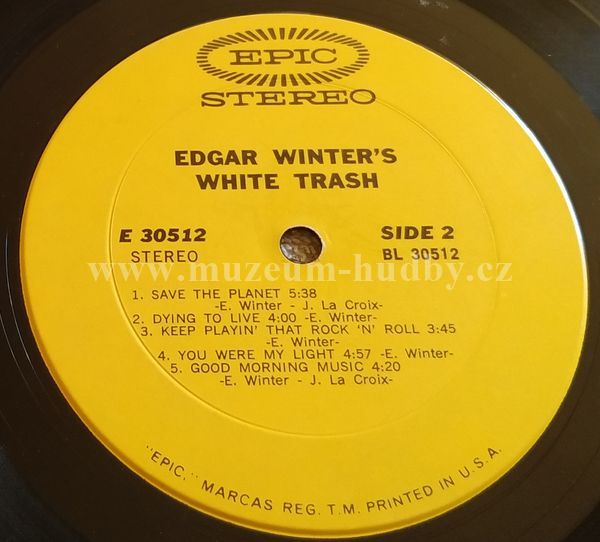 EPIC
STEREO
EDGAR WINTER'S
WHITE TRASH
E 30512
STEREO
SIDE 2
BL 30512
www.muzeum-hudby.cz
1. SAVE THE PLANET 5:38
-E. Winter - J. La Croix-
2. DYING TO LIVE 4:00 -E. Winter-
3. KEEP PLAYIN' THAT ROCK 'N' ROLL 3:45
-E. Winter-
4. YOU WERE MY LIGHT 4:57 -E. Winter-
5. GOOD MORNING MUSIC 4:20
-E. Winter - J. La Croix-
"EPIC," MARCAS REG. T.M. PRINTED IN U.S.A.